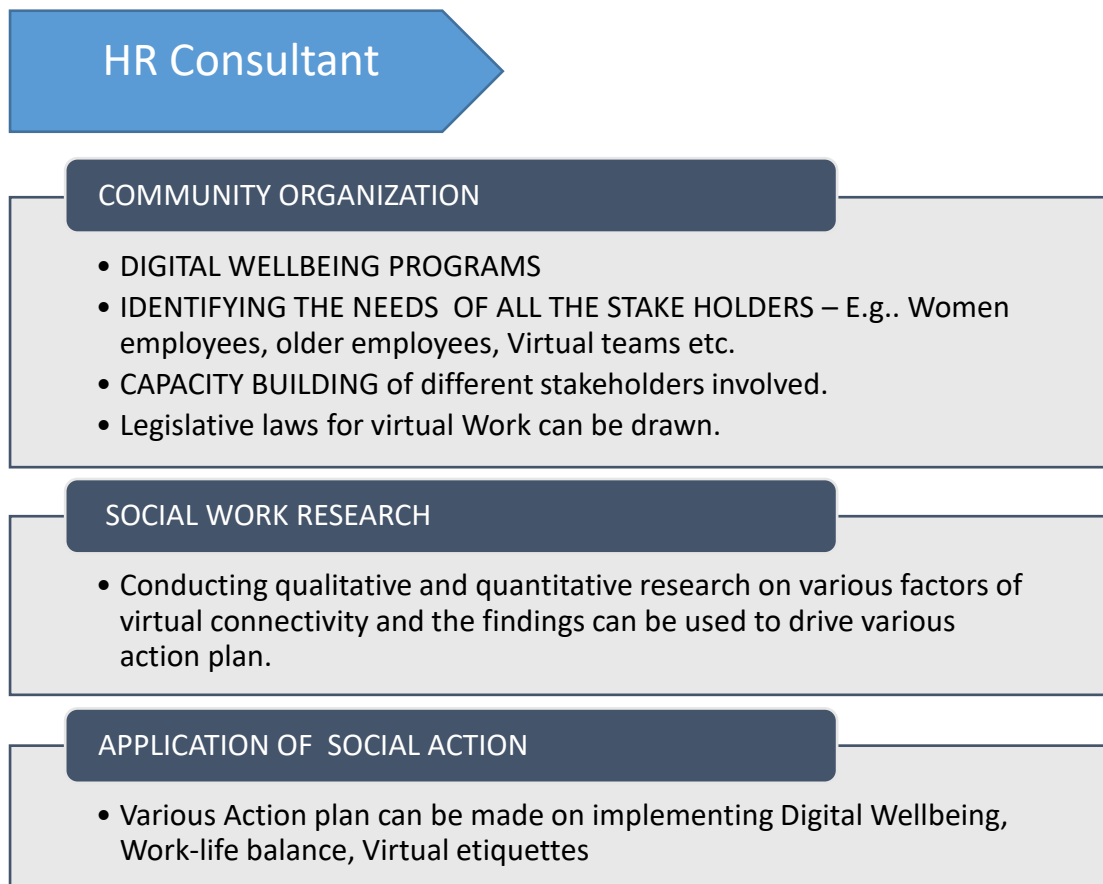 HR Consultant
COMMUNITY ORGANIZATION
• DIGITAL WELLBEING PROGRAMS
• IDENTIFYING THE NEEDS  OF ALL THE STAKE HOLDERS – E.g.. Women
employees, older employees, Virtual teams etc.
• CAPACITY BUILDING of different stakeholders involved.
• Legislative laws for virtual Work can be drawn.
SOCIAL WORK RESEARCH
• Conducting qualitative and quantitative research on various factors of
virtual connectivity and the findings can be used to drive various
action plan.
APPLICATION OF  SOCIAL ACTION
• Various Action plan can be made on implementing Digital Wellbeing,
Work-life balance, Virtual etiquettes